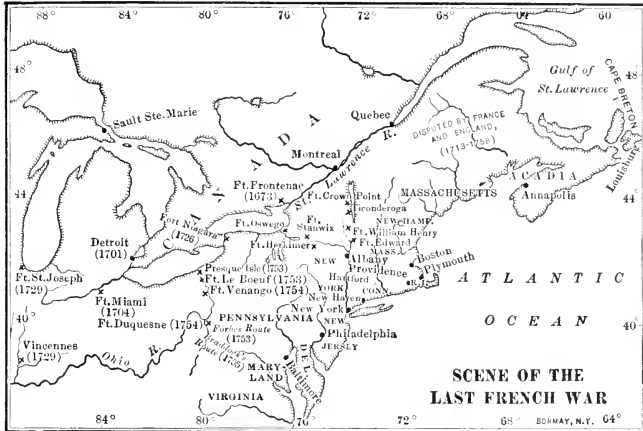 88° 84° 80° 76° 72° 68° 64° 60
48°
48°
Gulf of
St. Lawrence
CAPE BRETON
Louisburg
Sault Ste. Marie
CANADA
Quebec
R.
DISPUTED BY FRANCE
AND ENGLAND,
(1713-1758)
Montreal
St. Lawrence
ACADIA
Annapolis
44
44
Ft. Frontenac
(1673)
Ft. Crown Point
Ticonderoga
MASSACHUSETTS
Fort Niagara
(1726)
Ft. Oswego
Ft.
Stanwix
NEW HAMP.
Ft. William Henry
Ft. Edward
Ft. Herkimer
MASS.
Detroit
(1701)
Albany
Boston
Plymouth
Providence
R.I.
NEW
YORK
Hartford
CONN.
New Haven
Ft. St. Joseph
(1729)
Presque Isle (1753)
Ft. Le Boeuf (1753)
Ft. Venango (1754)
Ft. Miami
(1704)
Ft. Duquesne (1754)
New York
ATLANTIC
OCEAN
40°
40°
PENNSYLVANIA
Forbes Route
(1753)
Braddock's
Route (1755)
NEW
JERSEY
Philadelphia
Vincennes
(1729)
Ohio R.
MARY-
LAND
Baltimore
DEL.
VIRGINIA
SCENE OF THE
LAST FRENCH WAR
84° 80° 76° 72° 68° 64°
BORMAY, N.Y.